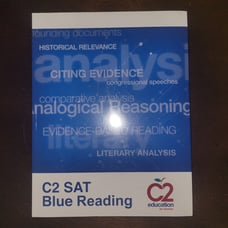 founding documents
HISTORICAL RELEVANCE
analysis
CITING EVIDENCE
congressional speeches
comparative analysis
Analogical Reasoning
EVIDENCE-BASED READING
LITERARY ANALYSIS
C2 SAT
Blue Reading
C2
education